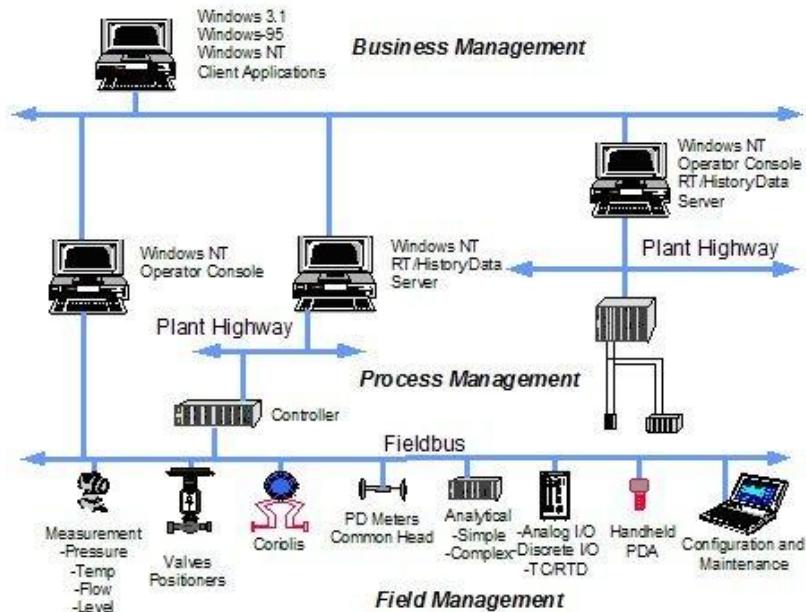 Windows 3.1
Windows-95
Windows NT
Client Applications
Business Management
Windows NT
Operator Console
RT/HistoryData
Server
Windows NT
Operator Console
Windows NT
RT/HistoryData
Server
Plant Highway
Plant Highway
Process Management
Controller
Fieldbus
Measurement
-Pressure
-Temp
-Flow
-Level
Valves
Positioners
Coriolis
PD Meters
Common Head
Analytical
-Simple
-Complex
-Analog I/O
Discrete I/O
-TC/RTD
Handheld
PDA
Configuration and
Maintenance
Field Management